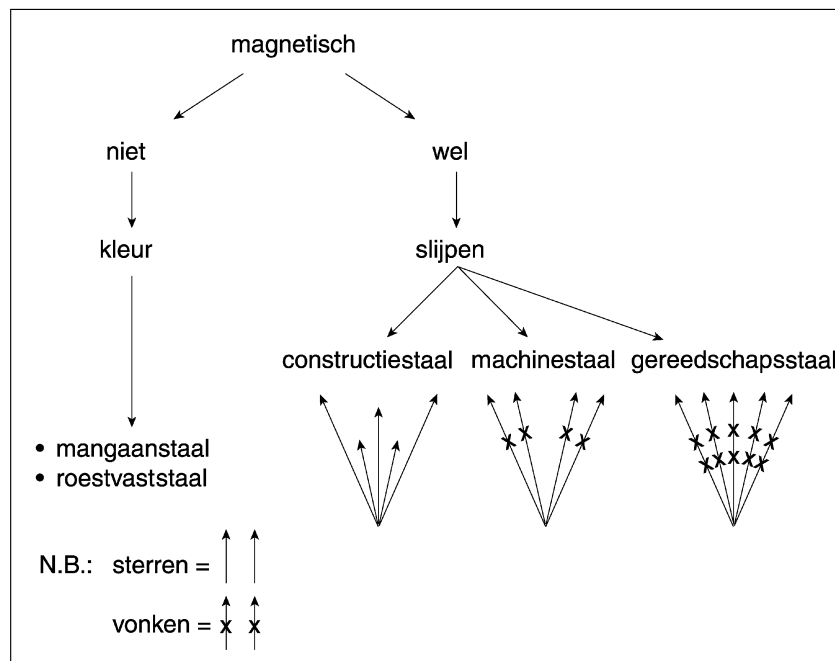 magnetisch
niet
wel
kleur
slijpen
constructiestaal
machinestaal
gereedschapsstaal
• mangaanstaal
• roestvaststaal
N.B.: sterren =
vonken =